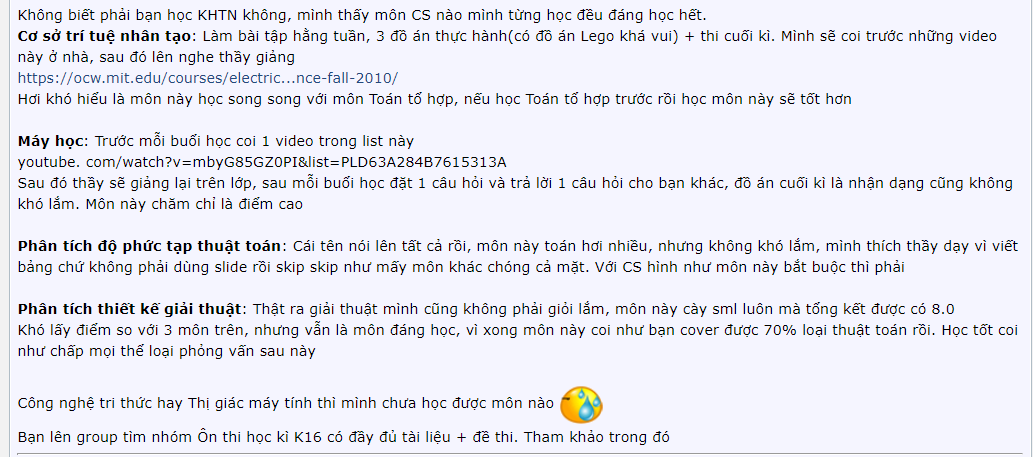 Không biết phải bạn học KHTN không, mình thấy môn CS nào mình từng học đều đáng học hết.
Cơ sở trí tuệ nhân tạo: Làm bài tập hằng tuần, 3 đồ án thực hành(có đồ án Lego khá vui) + thi cuối kì. Mình sẽ coi trước những video
này ở nhà, sau đó lên nghe thầy giảng
https://ocw.mit.edu/courses/electric...nce-fall-2010/
Hơi khó hiểu là môn này học song song với môn Toán tổ hợp, nếu học Toán tổ hợp trước rồi học môn này sẽ tốt hơn
Máy học: Trước mỗi buổi học coi 1 video trong list này
youtube. com/watch?v=mbyG85GZ0PI&list=PLD63A284B7615313A
Sau đó thầy sẽ giảng lại trên lớp, sau mỗi buổi học đặt 1 câu hỏi và trả lời 1 câu hỏi cho bạn khác, đồ án cuối kì là nhận dạng cũng không
khó lắm. Môn này chăm chỉ là điểm cao
Phân tích độ phức tạp thuật toán: Cái tên nói lên tất cả rồi, môn này toán hơi nhiều, nhưng không khó lắm, mình thích thầy dạy vì viết
bảng chứ không phải dùng slide rồi skip skip như mấy môn khác chóng cả mặt. Với CS hình như môn này bắt buộc thì phải
Phân tích thiết kế giải thuật: Thật ra giải thuật mình cũng không phải giỏi lắm, môn này cày sml luôn mà tổng kết được có 8.0
Khó lấy điểm so với 3 môn trên, nhưng vẫn là môn đáng học, vì xong môn này coi như bạn cover được 70% loại thuật toán rồi. Học tốt coi
như chấp mọi thể loại phỏng vấn sau này
Công nghệ tri thức hay Thị giác máy tính thì mình chưa học được môn nào
Bạn lên group tìm nhóm Ôn thi học kì K16 có đầy đủ tài liệu + đề thi. Tham khảo trong đó